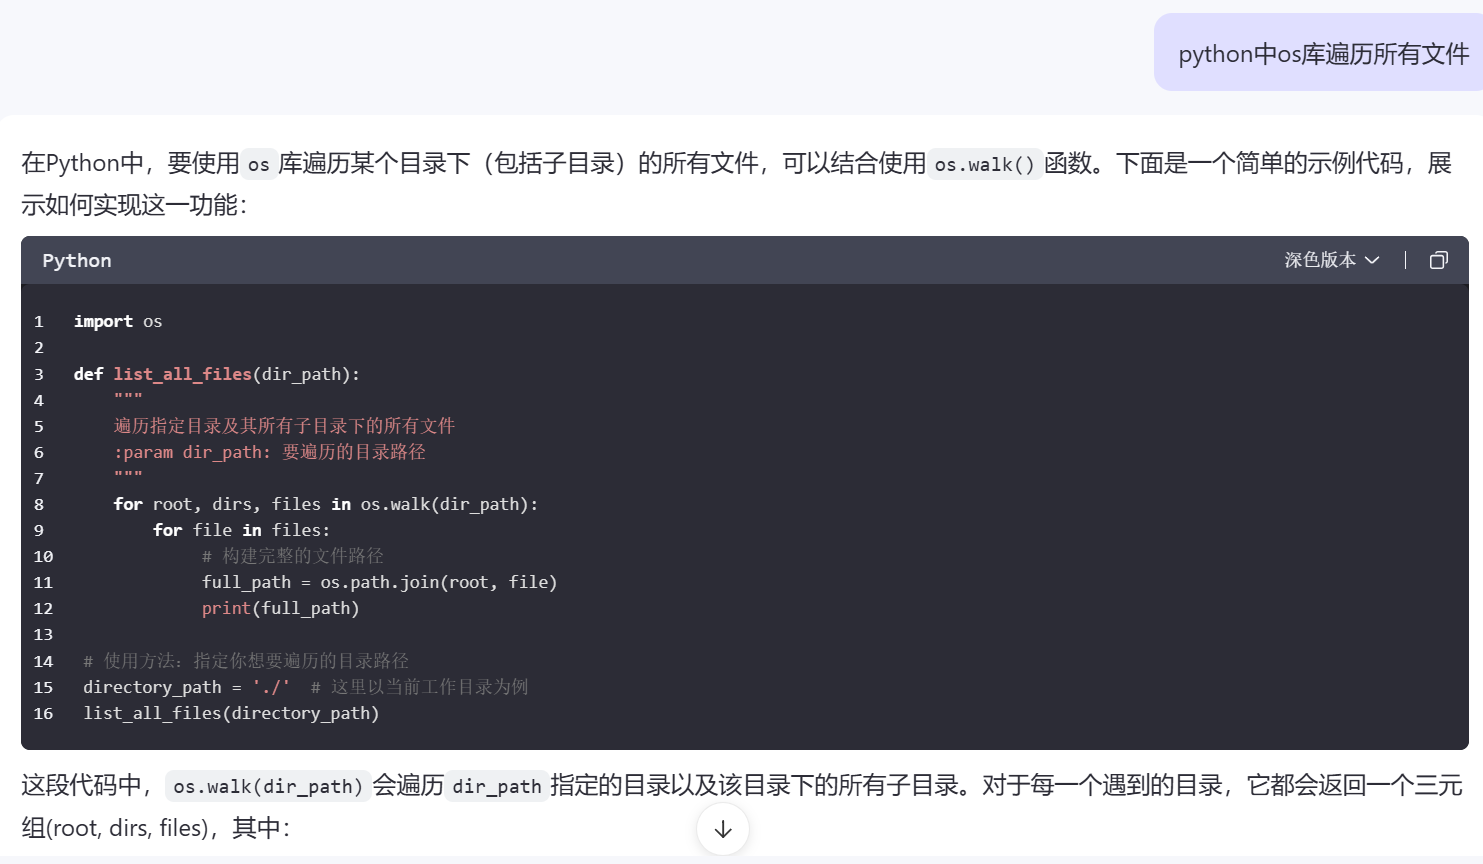 python中os库遍历所有文件
在Python中，要使用os库遍历某个目录下（包括子目录）的所有文件，可以结合使用os.walk()函数。下面是一个简单的示例代码，展
示如何实现这一功能：
Python 深色版本
1 import os
2
3 def list_all_files(dir_path):
4     """
5     遍历指定目录及其所有子目录下的所有文件
6     :param dir_path: 要遍历的目录路径
7     """
8     for root, dirs, files in os.walk(dir_path):
9         for file in files:
10             # 构建完整的文件路径
11             full_path = os.path.join(root, file)
12             print(full_path)
13
14 # 使用方法：指定你想要遍历的目录路径
15 directory_path = './'  # 这里以当前工作目录为例
16 list_all_files(directory_path)
这段代码中，os.walk(dir_path)会遍历dir_path指定的目录以及该目录下的所有子目录。对于每一个遇到的目录，它都会返回一个三元
组(root, dirs, files)，其中：